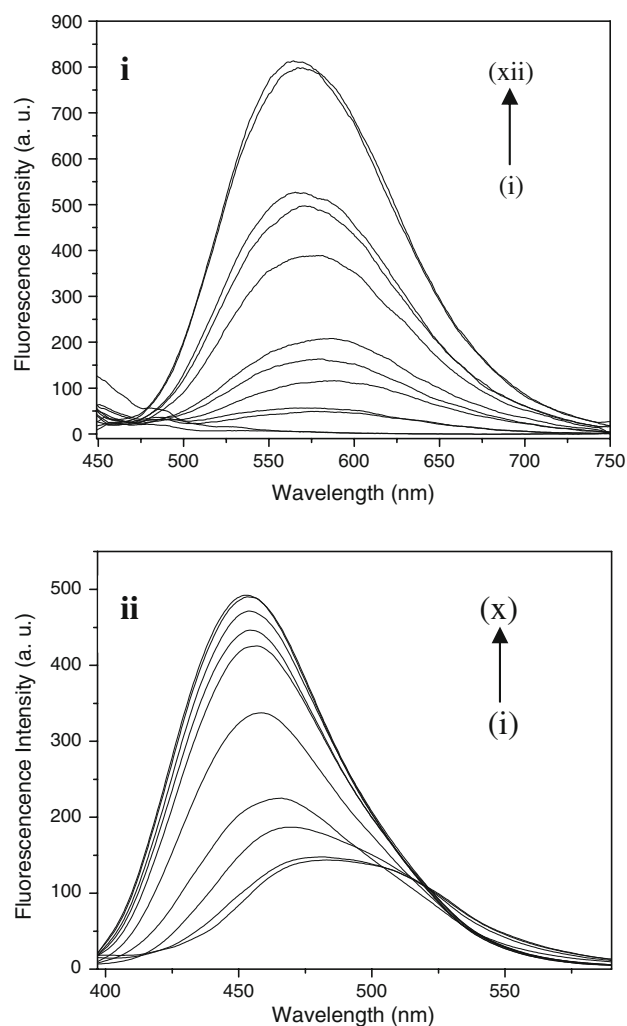 i
(xii)
(i)
900
800
700
600
500
400
300
200
100
0
450 500 550 600 650 700 750
Fluorescence Intensity (a. u.)
Wavelength (nm)
ii
(x)
(i)
500
400
300
200
100
0
400 450 500 550
Fluorescencence Intensity (a. u.)
Wavelength (nm)